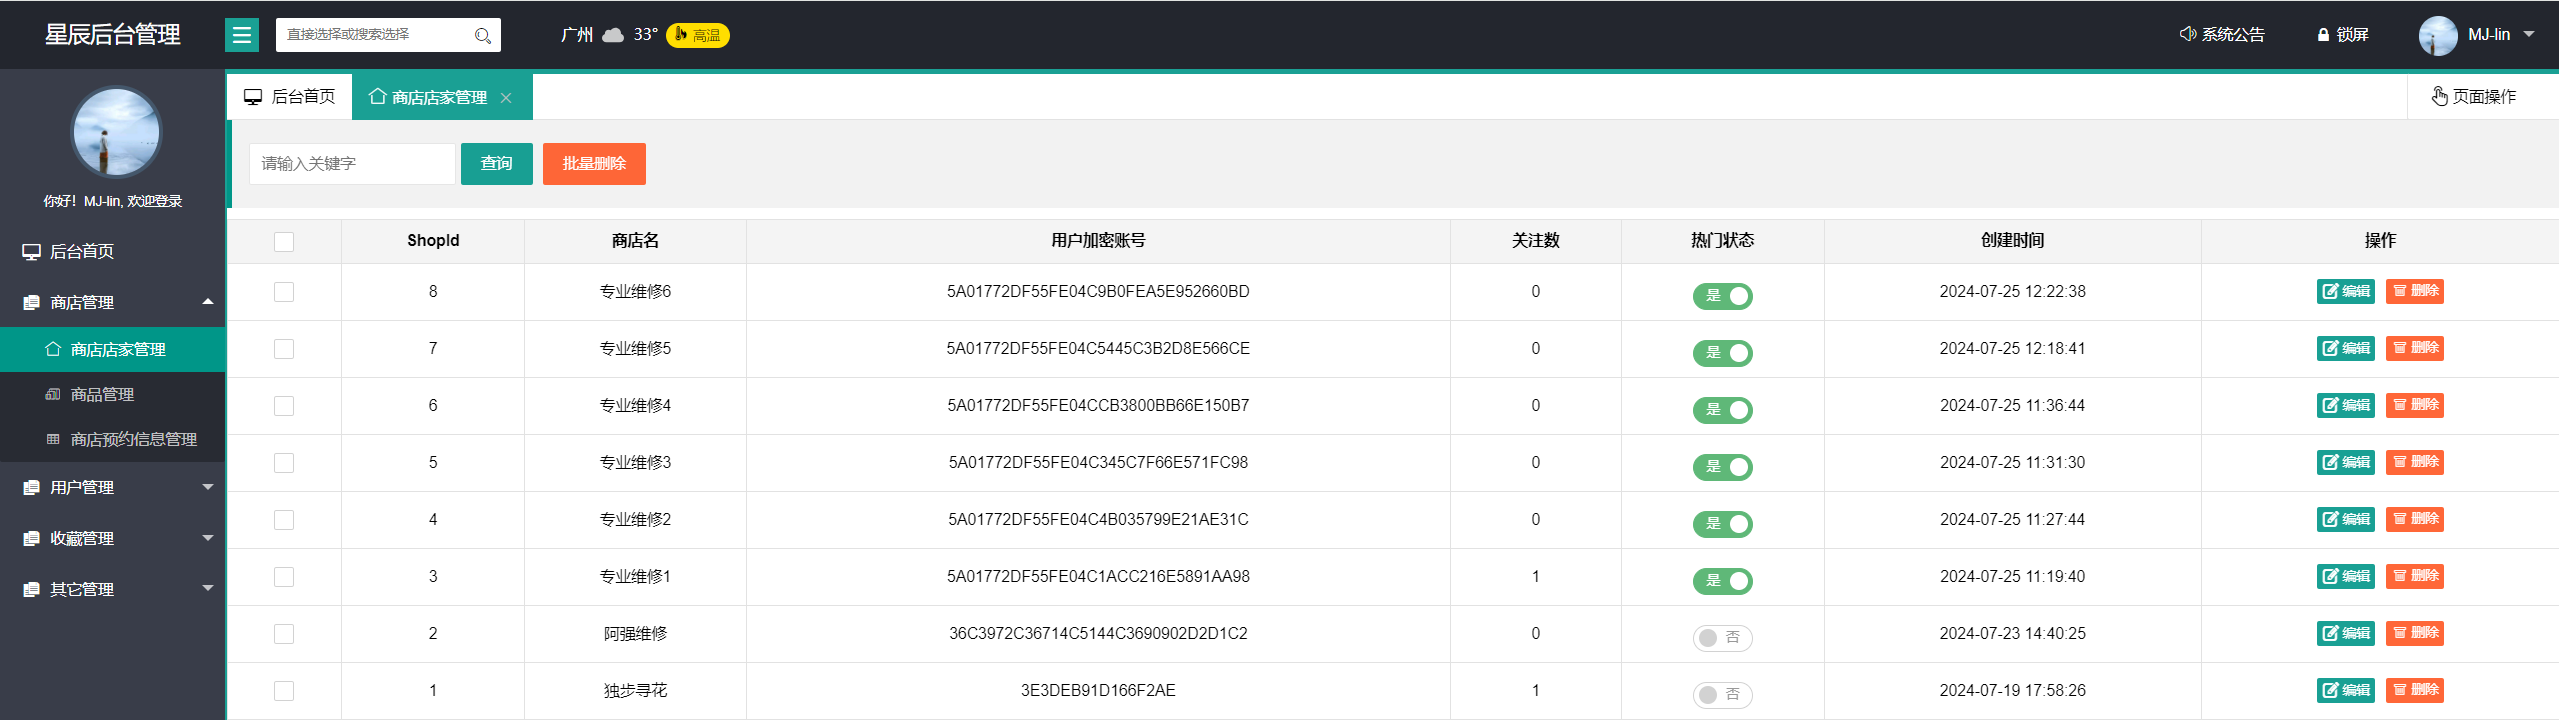 星辰后台管理
直接选择或搜索选择
广州 33° 高温
系统公告
锁屏
MJ-lin
你好！MJ-lin, 欢迎登录
后台首页
商店管理
商店店家管理
商品管理
商店预约信息管理
用户管理
收藏管理
其它管理
后台首页 商店店家管理
页面操作
请输入关键字 查询 批量删除
ShopId 商店名 用户加密账号 关注数 热门状态 创建时间 操作
8 专业维修6 5A01772DF55FE04C9B0FEA5E952660BD 0 是 2024-07-25 12:22:38 编辑 删除
7 专业维修5 5A01772DF55FE04C5445C3B2D8E566CE 0 是 2024-07-25 12:18:41 编辑 删除
6 专业维修4 5A01772DF55FE04CCB3800BB66E150B7 0 是 2024-07-25 11:36:44 编辑 删除
5 专业维修3 5A01772DF55FE04C345C7F66E571FC98 0 是 2024-07-25 11:31:30 编辑 删除
4 专业维修2 5A01772DF55FE04C4B035799E21AE31C 0 是 2024-07-25 11:27:44 编辑 删除
3 专业维修1 5A01772DF55FE04C1ACC216E5891AA98 1 是 2024-07-25 11:19:40 编辑 删除
2 阿强维修 36C3972C36714C5144C3690902D2D1C2 0 否 2024-07-23 14:40:25 编辑 删除
1 独步寻花 3E3DEB91D166F2AE 1 否 2024-07-19 17:58:26 编辑 删除